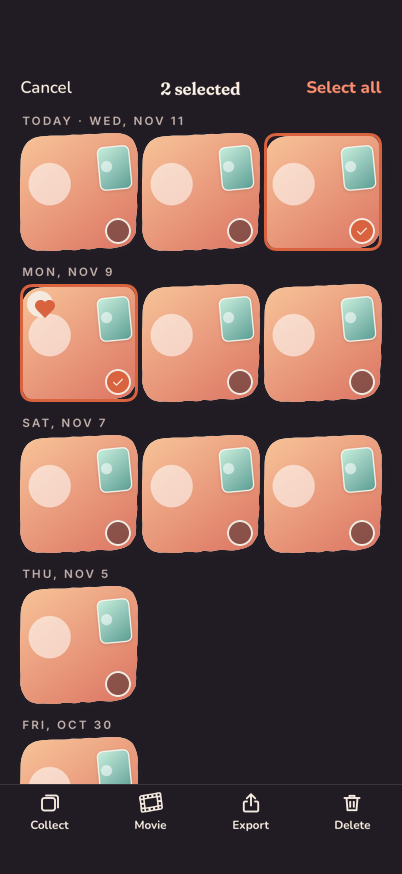 Cancel
2 selected
Select all
TODAY · WED, NOV 11
MON, NOV 9
SAT, NOV 7
THU, NOV 5
FRI, OCT 30
Collect
Movie
Export
Delete